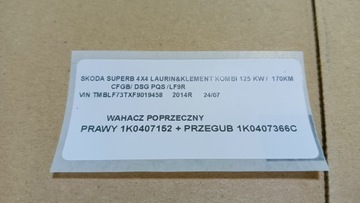 SKODA SUPERB 4X4 LAURIN&KLEMENT KOMBI 125 KW / 170KM
CFGB/ DSG PQS /LF9R
VIN TMBLF73TXF9019458 2014R 24/07
WAHACZ POPRZECZNY
PRAWY 1K0407152 + PRZEGUB 1K0407366C